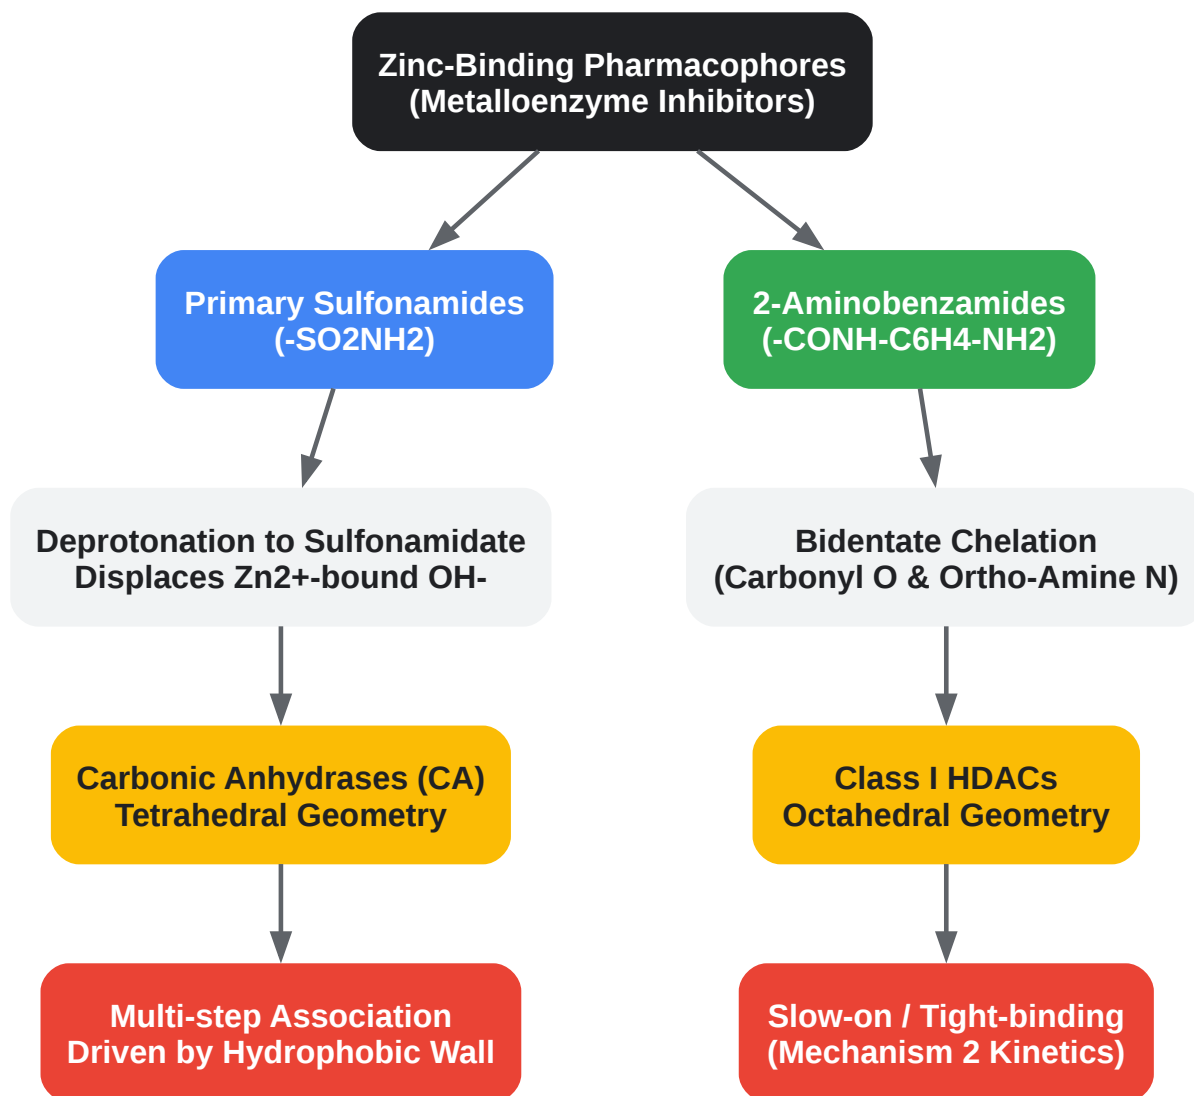 Zinc-Binding Pharmacophores
(Metalloenzyme Inhibitors)
Primary Sulfonamides
(-SO2NH2)
2-Aminobenzamides
(-CONH-C6H4-NH2)
Deprotonation to Sulfonamidate
Displaces Zn2+-bound OH-
Bidentate Chelation
(Carbonyl O & Ortho-Amine N)
Carbonic Anhydrases (CA)
Tetrahedral Geometry
Class I HDACs
Octahedral Geometry
Multi-step Association
Driven by Hydrophobic Wall
Slow-on / Tight-binding
(Mechanism 2 Kinetics)